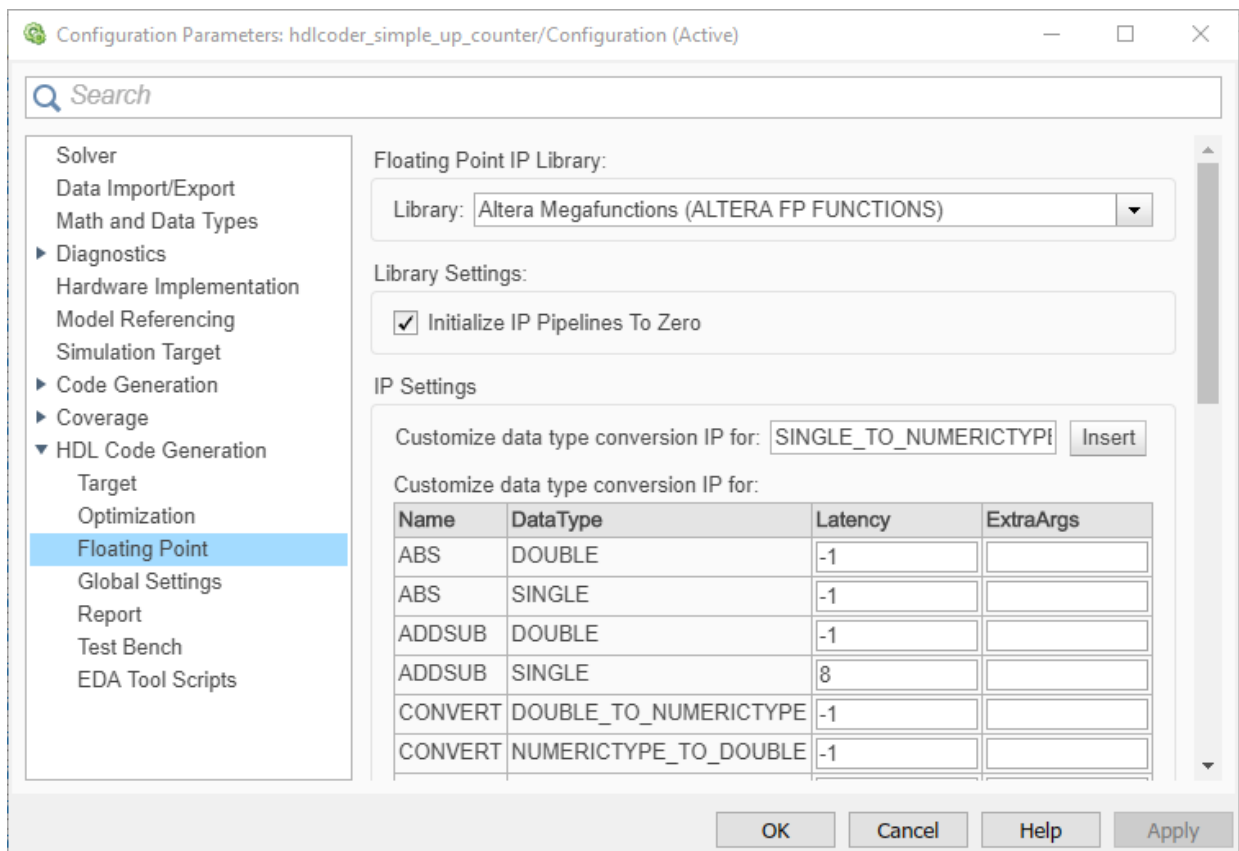 Configuration Parameters: hdlcoder_simple_up_counter/Configuration (Active)
Search
Solver
Data Import/Export
Math and Data Types
Diagnostics
Hardware Implementation
Model Referencing
Simulation Target
Code Generation
Coverage
HDL Code Generation
Target
Optimization
Floating Point
Global Settings
Report
Test Bench
EDA Tool Scripts
Floating Point IP Library:
Library: Altera Megafunctions (ALTERA FP FUNCTIONS)
Library Settings:
Initialize IP Pipelines To Zero
IP Settings
Customize data type conversion IP for: SINGLE_TO_NUMERICTYPE Insert
Customize data type conversion IP for:
Name DataType Latency ExtraArgs
ABS DOUBLE -1
ABS SINGLE -1
ADDSUB DOUBLE -1
ADDSUB SINGLE 8
CONVERT DOUBLE_TO_NUMERICTYPE -1
CONVERT NUMERICTYPE_TO_DOUBLE -1
OK Cancel Help Apply